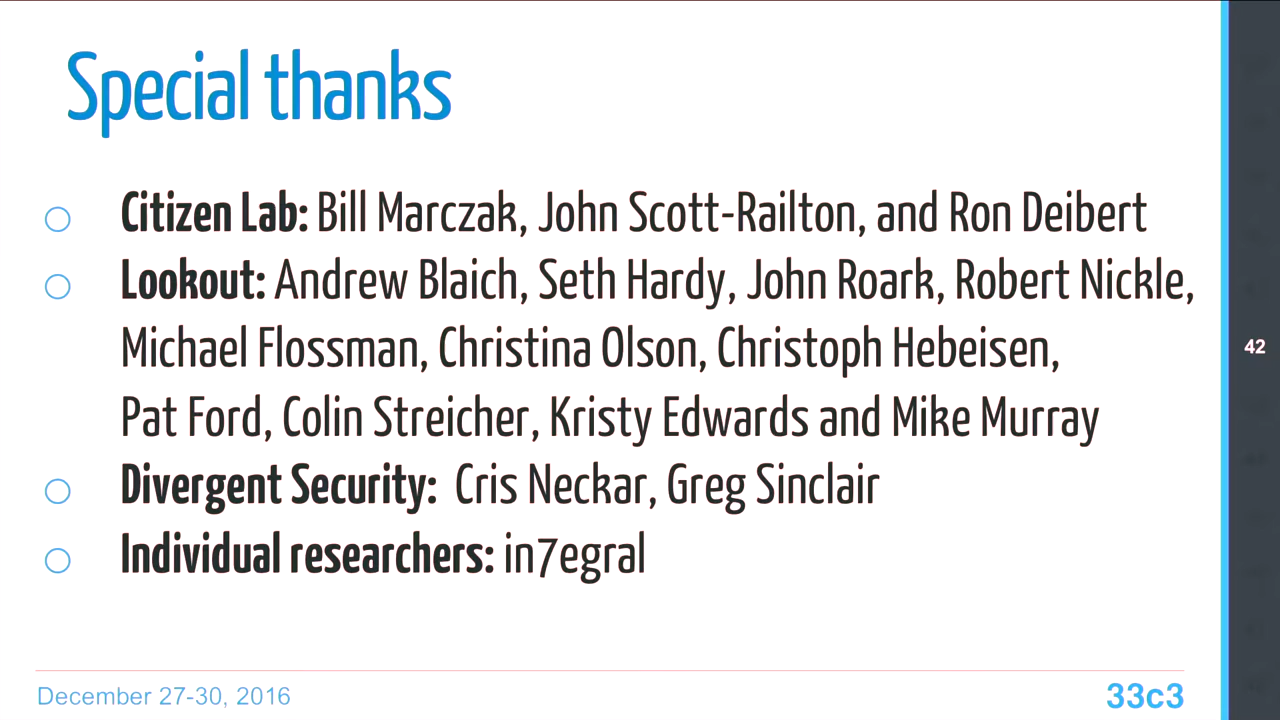 Special thanks
Citizen Lab: Bill Marczak, John Scott-Railton, and Ron Deibert
Lookout: Andrew Blaich, Seth Hardy, John Roark, Robert Nickle,
Michael Flossman, Christina Olson, Christoph Hebeisen,
Pat Ford, Colin Streicher, Kristy Edwards and Mike Murray
Divergent Security: Cris Neckar, Greg Sinclair
Individual researchers: in7egral
42
December 27-30, 2016
33c3